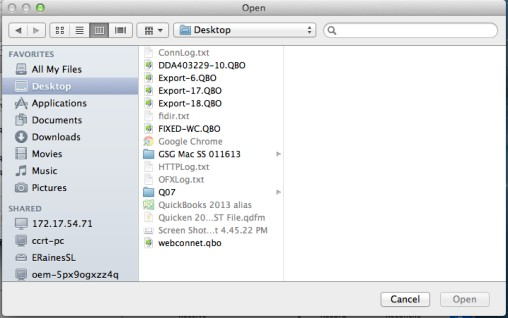 Open
Desktop
FAVORITES
All My Files
Desktop
Applications
Documents
Downloads
Movies
Music
Pictures
SHARED
172.17.54.71
ccrt-pc
ERainesSL
oem-5px9ogxzz4q
ConnLog.txt
DDA403229-10.QBO
Export-6.QBO
Export-17.QBO
Export-18.QBO
fidir.txt
FIXED-WC.QBO
Google Chrome
GSG Mac SS 011613
HTTPLog.txt
OFXLog.txt
Q07
QuickBooks 2013 alias
Quicken 20...ST File.qdfm
Screen Shot...t 4.45.22 PM
webconnet.qbo
Cancel
Open